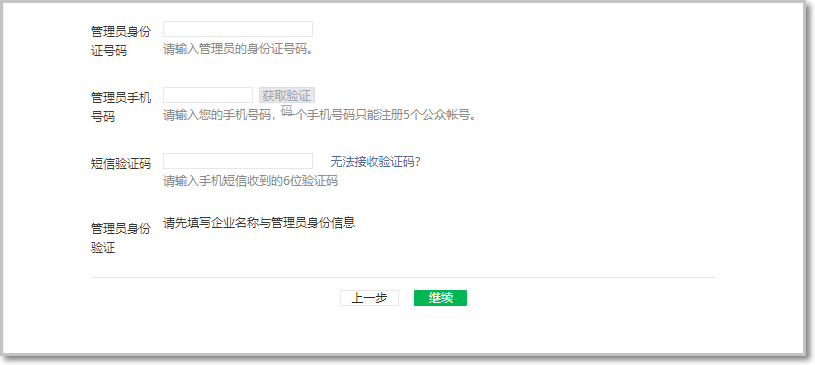 管理员身份
证号码
请输入管理员的身份证号码。
管理员手机
号码
获取验证
码
请输入您的手机号码，一个手机号码只能注册5个公众帐号。
短信验证码
无法接收验证码?
请输入手机短信收到的6位验证码
管理员身份
验证
请先填写企业名称与管理员身份信息
上一步
继续